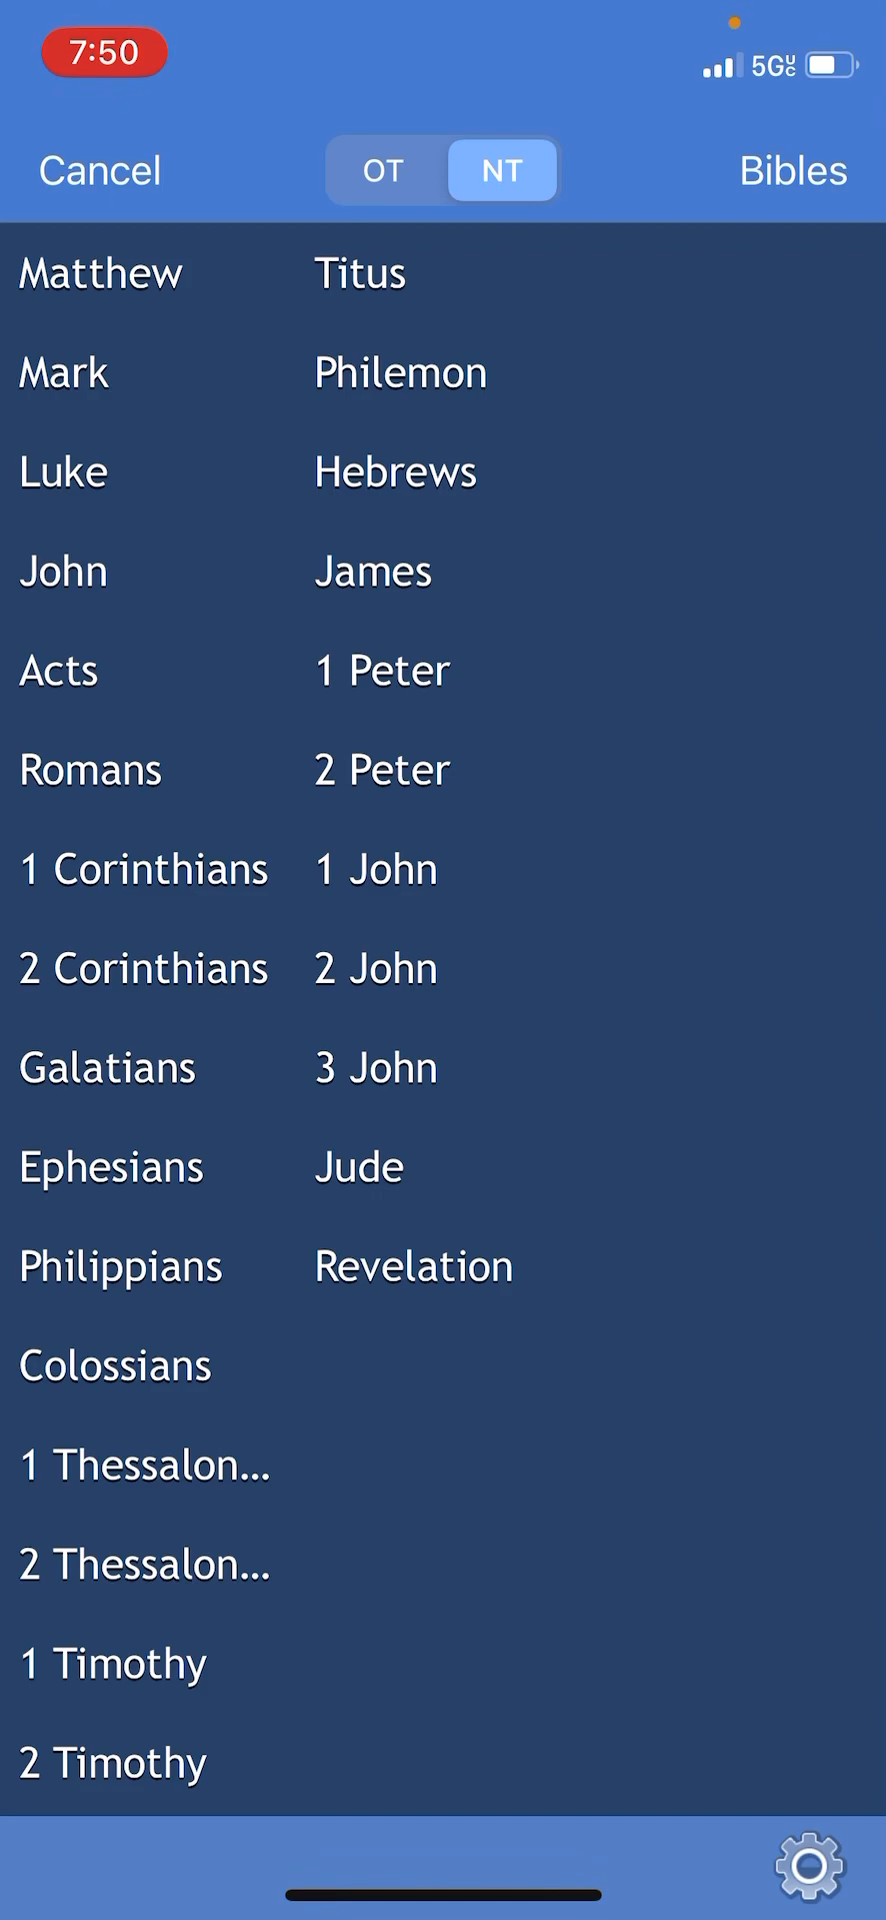 7:50
5G UC
Cancel
OT
NT
Bibles
Matthew
Mark
Luke
John
Acts
Romans
1 Corinthians
2 Corinthians
Galatians
Ephesians
Philippians
Colossians
1 Thessalon...
2 Thessalon...
1 Timothy
2 Timothy
Titus
Philemon
Hebrews
James
1 Peter
2 Peter
1 John
2 John
3 John
Jude
Revelation